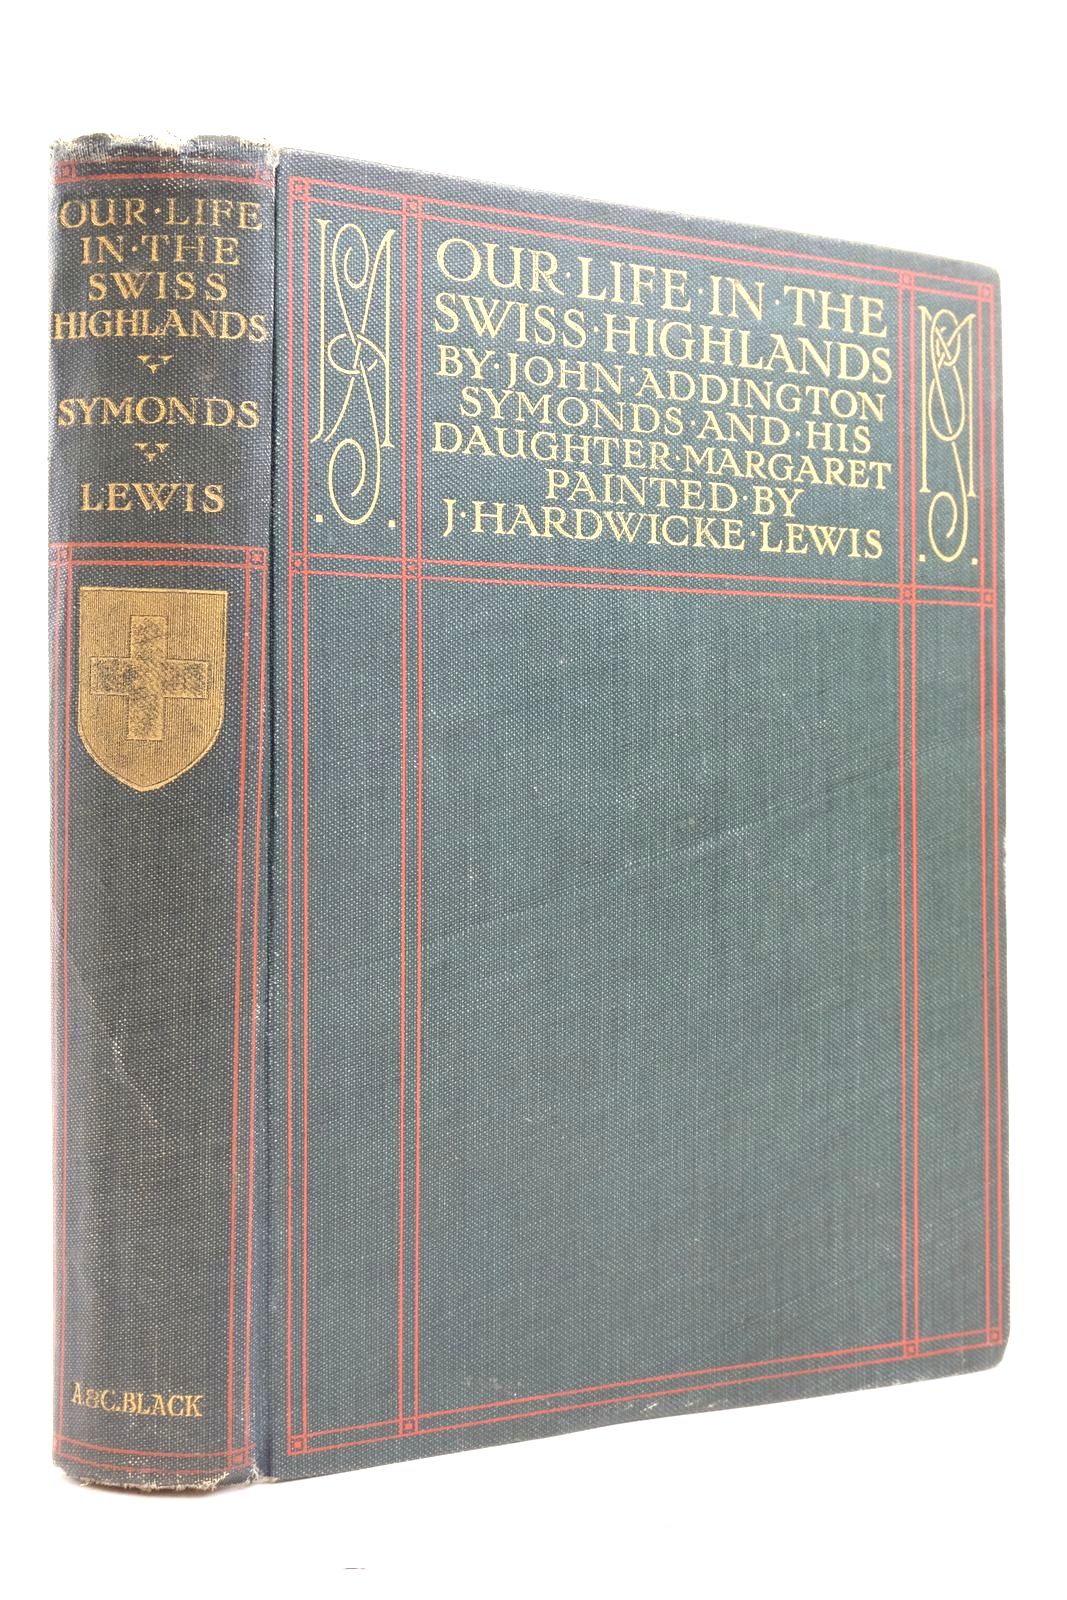 OUR·LIFE
IN·THE
SWISS
HIGHLANDS
SYMONDS
LEWIS
A&C.BLACK
OUR·LIFE·IN·THE
SWISS·HIGHLANDS
BY·JOHN·ADDINGTON
SYMONDS·AND·HIS
DAUGHTER·MARGARET
PAINTED·BY
J·HARDWICKE·LEWIS